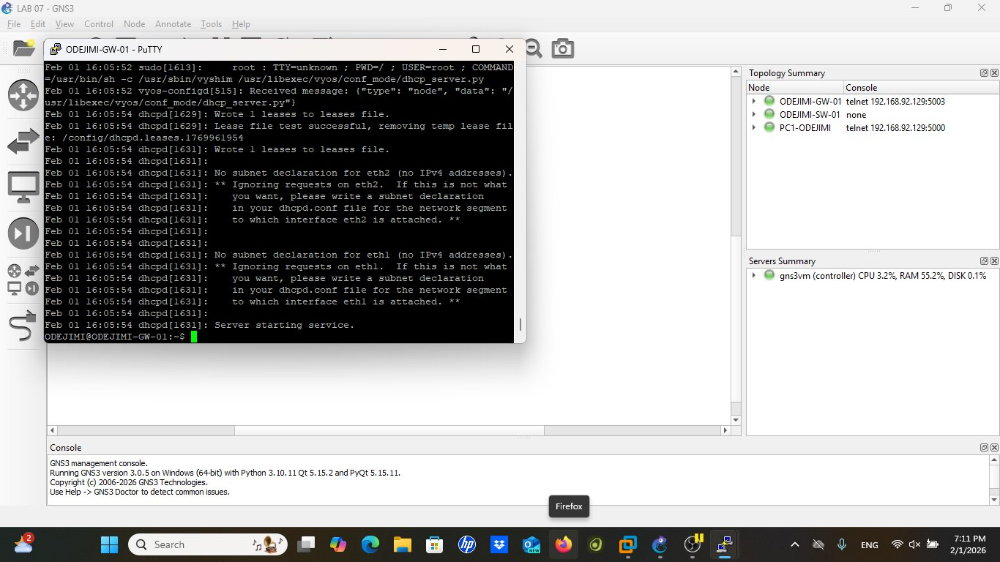 LAB 07 - GNS3
File Edit View Control Node Annotate Tools Help
ODEJIMI-GW-01 - PuTTY
Feb 01 16:05:52 sudo[1613]:     root : TTY=unknown ; PWD=/ ; USER=root ; COMMAND
=/usr/bin/sh -c /usr/sbin/vyshim /usr/libexec/vyos/conf_mode/dhcp_server.py
Feb 01 16:05:52 vyos-configd[515]: Received message: {"type": "node", "data": "/
usr/libexec/vyos/conf_mode/dhcp_server.py"}
Feb 01 16:05:54 dhcpd[1629]: Wrote 1 leases to leases file.
Feb 01 16:05:54 dhcpd[1629]: Lease file test successful, removing temp lease fil
e: /config/dhcpd.leases.1769961954
Feb 01 16:05:54 dhcpd[1631]: Wrote 1 leases to leases file.
Feb 01 16:05:54 dhcpd[1631]:
Feb 01 16:05:54 dhcpd[1631]: No subnet declaration for eth2 (no IPv4 addresses).
Feb 01 16:05:54 dhcpd[1631]: ** Ignoring requests on eth2.  If this is not what
Feb 01 16:05:54 dhcpd[1631]:    you want, please write a subnet declaration
Feb 01 16:05:54 dhcpd[1631]:    in your dhcpd.conf file for the network segment
Feb 01 16:05:54 dhcpd[1631]:    to which interface eth2 is attached. **
Feb 01 16:05:54 dhcpd[1631]:
Feb 01 16:05:54 dhcpd[1631]:
Feb 01 16:05:54 dhcpd[1631]: No subnet declaration for eth1 (no IPv4 addresses).
Feb 01 16:05:54 dhcpd[1631]: ** Ignoring requests on eth1.  If this is not what
Feb 01 16:05:54 dhcpd[1631]:    you want, please write a subnet declaration
Feb 01 16:05:54 dhcpd[1631]:    in your dhcpd.conf file for the network segment
Feb 01 16:05:54 dhcpd[1631]:    to which interface eth1 is attached. **
Feb 01 16:05:54 dhcpd[1631]:
Feb 01 16:05:54 dhcpd[1631]: Server starting service.
ODEJIMI@ODEJIMI-GW-01:~$
Topology Summary
Node Console
ODEJIMI-GW-01 telnet 192.168.92.129:5003
ODEJIMI-SW-01 none
PC1-ODEJIMI telnet 192.168.92.129:5000
Servers Summary
gns3vm (controller) CPU 3.2%, RAM 55.2%, DISK 0.1%
Console
GNS3 management console.
Running GNS3 version 3.0.5 on Windows (64-bit) with Python 3.10.11 Qt 5.15.2 and PyQt 5.15.11.
Copyright (c) 2006-2026 GNS3 Technologies.
Use Help -> GNS3 Doctor to detect common issues.
Firefox
2
Search
hp
NEW
ENG
7:11 PM
2/1/2026